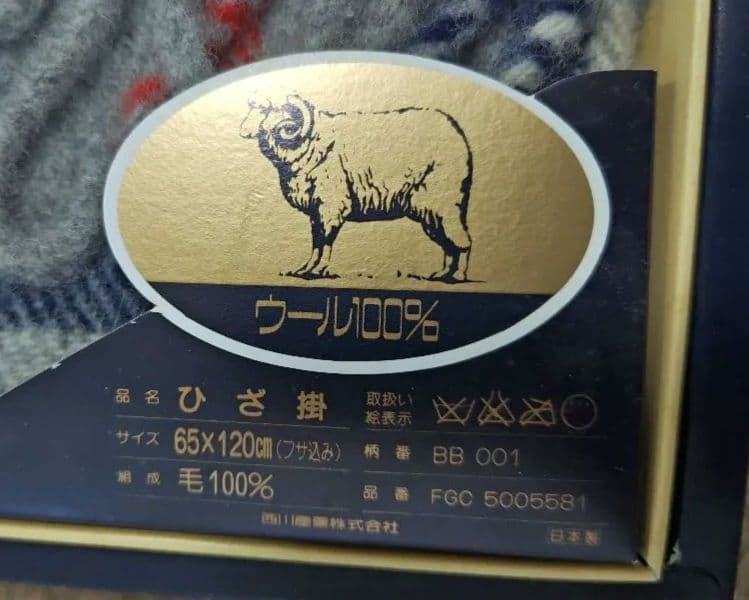 ウール100%
品名 ひざ掛
取扱い
絵表示
サイズ 65×120cm(フサ込み)
柄番 BB 001
組成 毛100%
品番 FGC 5005581
西川産業株式会社
日本製